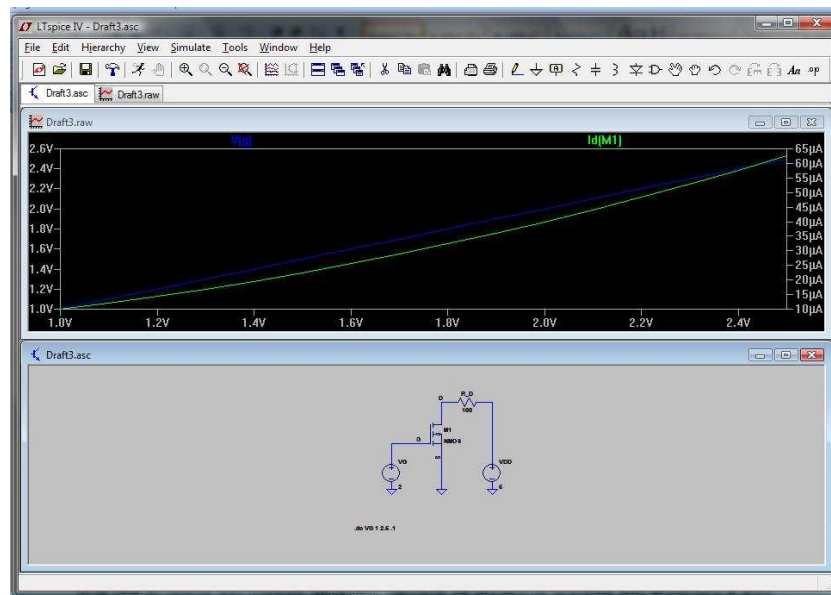 LTspice IV - Draft3.asc
File Edit Hierarchy View Simulate Tools Window Help
Aa .op
Draft3.asc Draft3.raw
Draft3.raw
V(g) Id(M1)
2.6V 65µA
2.4V 60µA
55µA
2.2V 50µA
2.0V 45µA
40µA
1.8V 35µA
1.6V 30µA
25µA
1.4V 20µA
1.2V 15µA
1.0V 10µA
1.0V 1.2V 1.4V 1.6V 1.8V 2.0V 2.2V 2.4V
Draft3.asc
D R_D
100
M1
G NMOS
S
VG VDD
2 5
.dc VG 1 2.5 .1